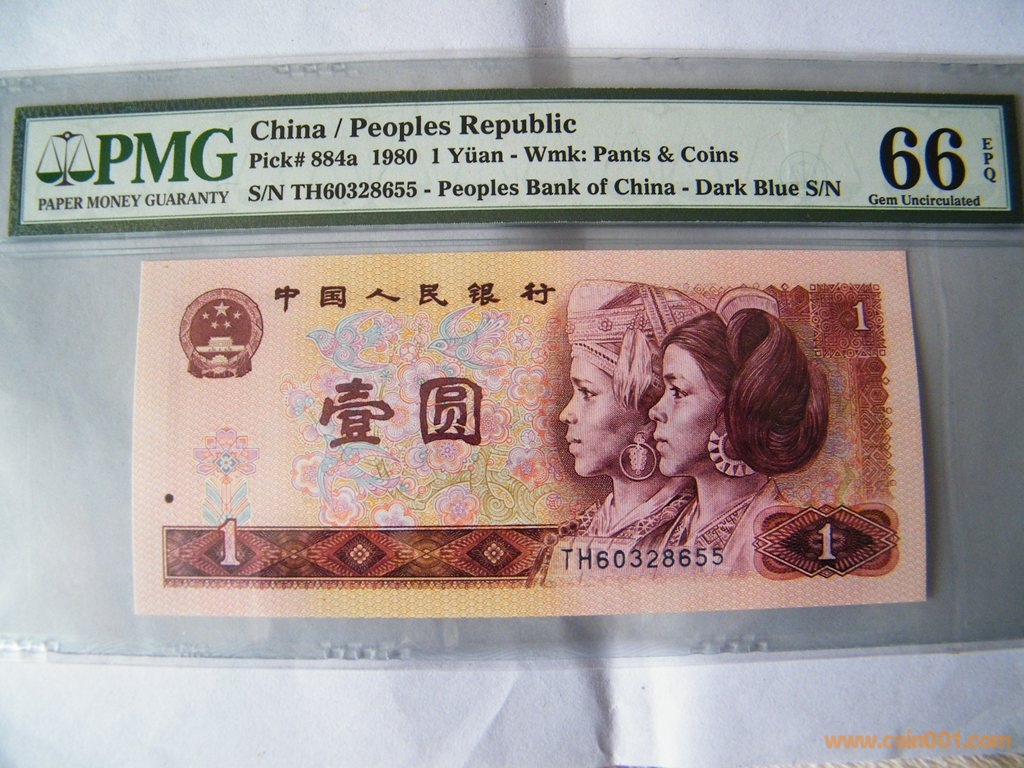 PMG
PAPER MONEY GUARANTY
China / Peoples Republic
Pick# 884a 1980 1 Yüan - Wmk: Pants & Coins
S/N TH60328655 - Peoples Bank of China - Dark Blue S/N
66
EPQ
Gem Uncirculated
中国人民银行
1
壹圆
1
TH60328655
1
www.coin001.com